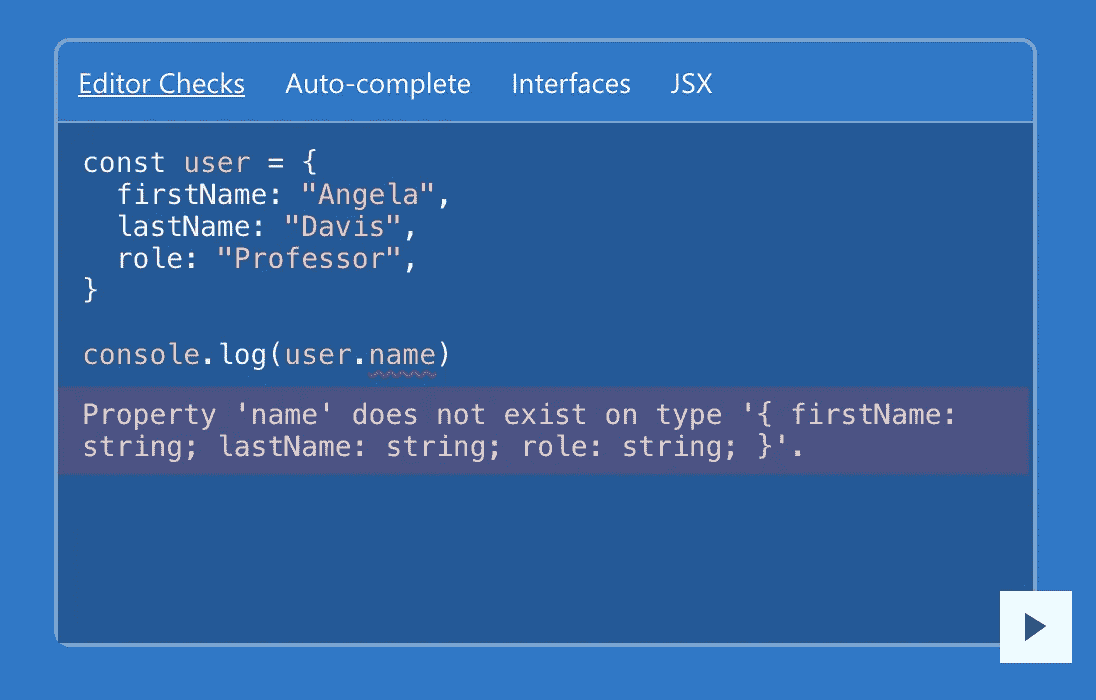 Editor Checks Auto-complete Interfaces JSX
const user = {
  firstName: "Angela",
  lastName: "Davis",
  role: "Professor",
}
console.log(user.name)
Property 'name' does not exist on type '{ firstName:
string; lastName: string; role: string; }'.